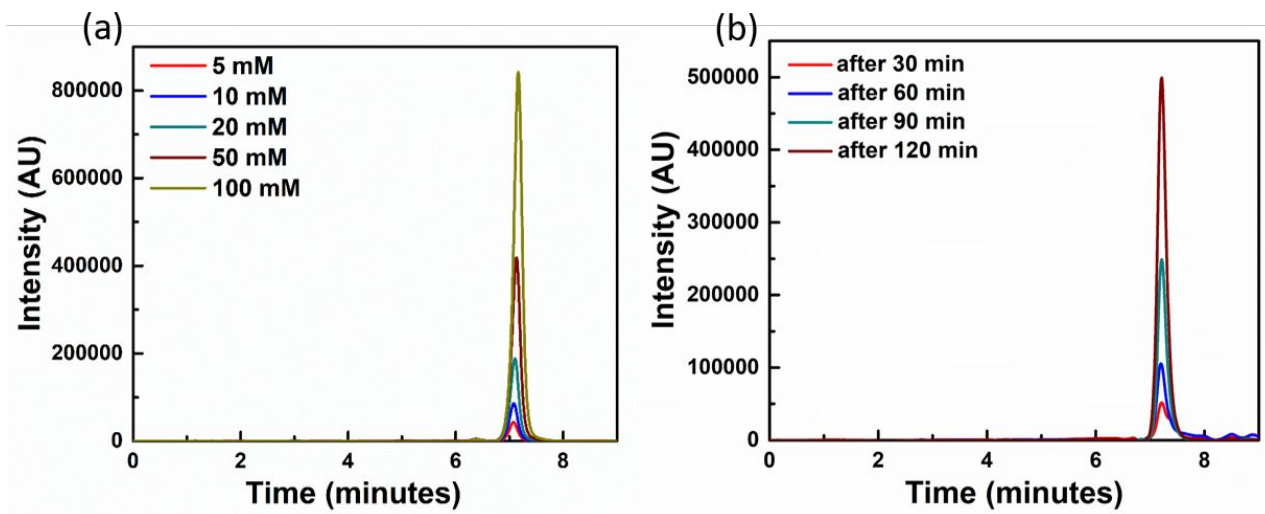 (a)
5 mM
10 mM
20 mM
50 mM
100 mM
800000
600000
400000
200000
0
Intensity (AU)
0 2 4 6 8
Time (minutes)
(b)
after 30 min
after 60 min
after 90 min
after 120 min
500000
400000
300000
200000
100000
0
Intensity (AU)
0 2 4 6 8
Time (minutes)